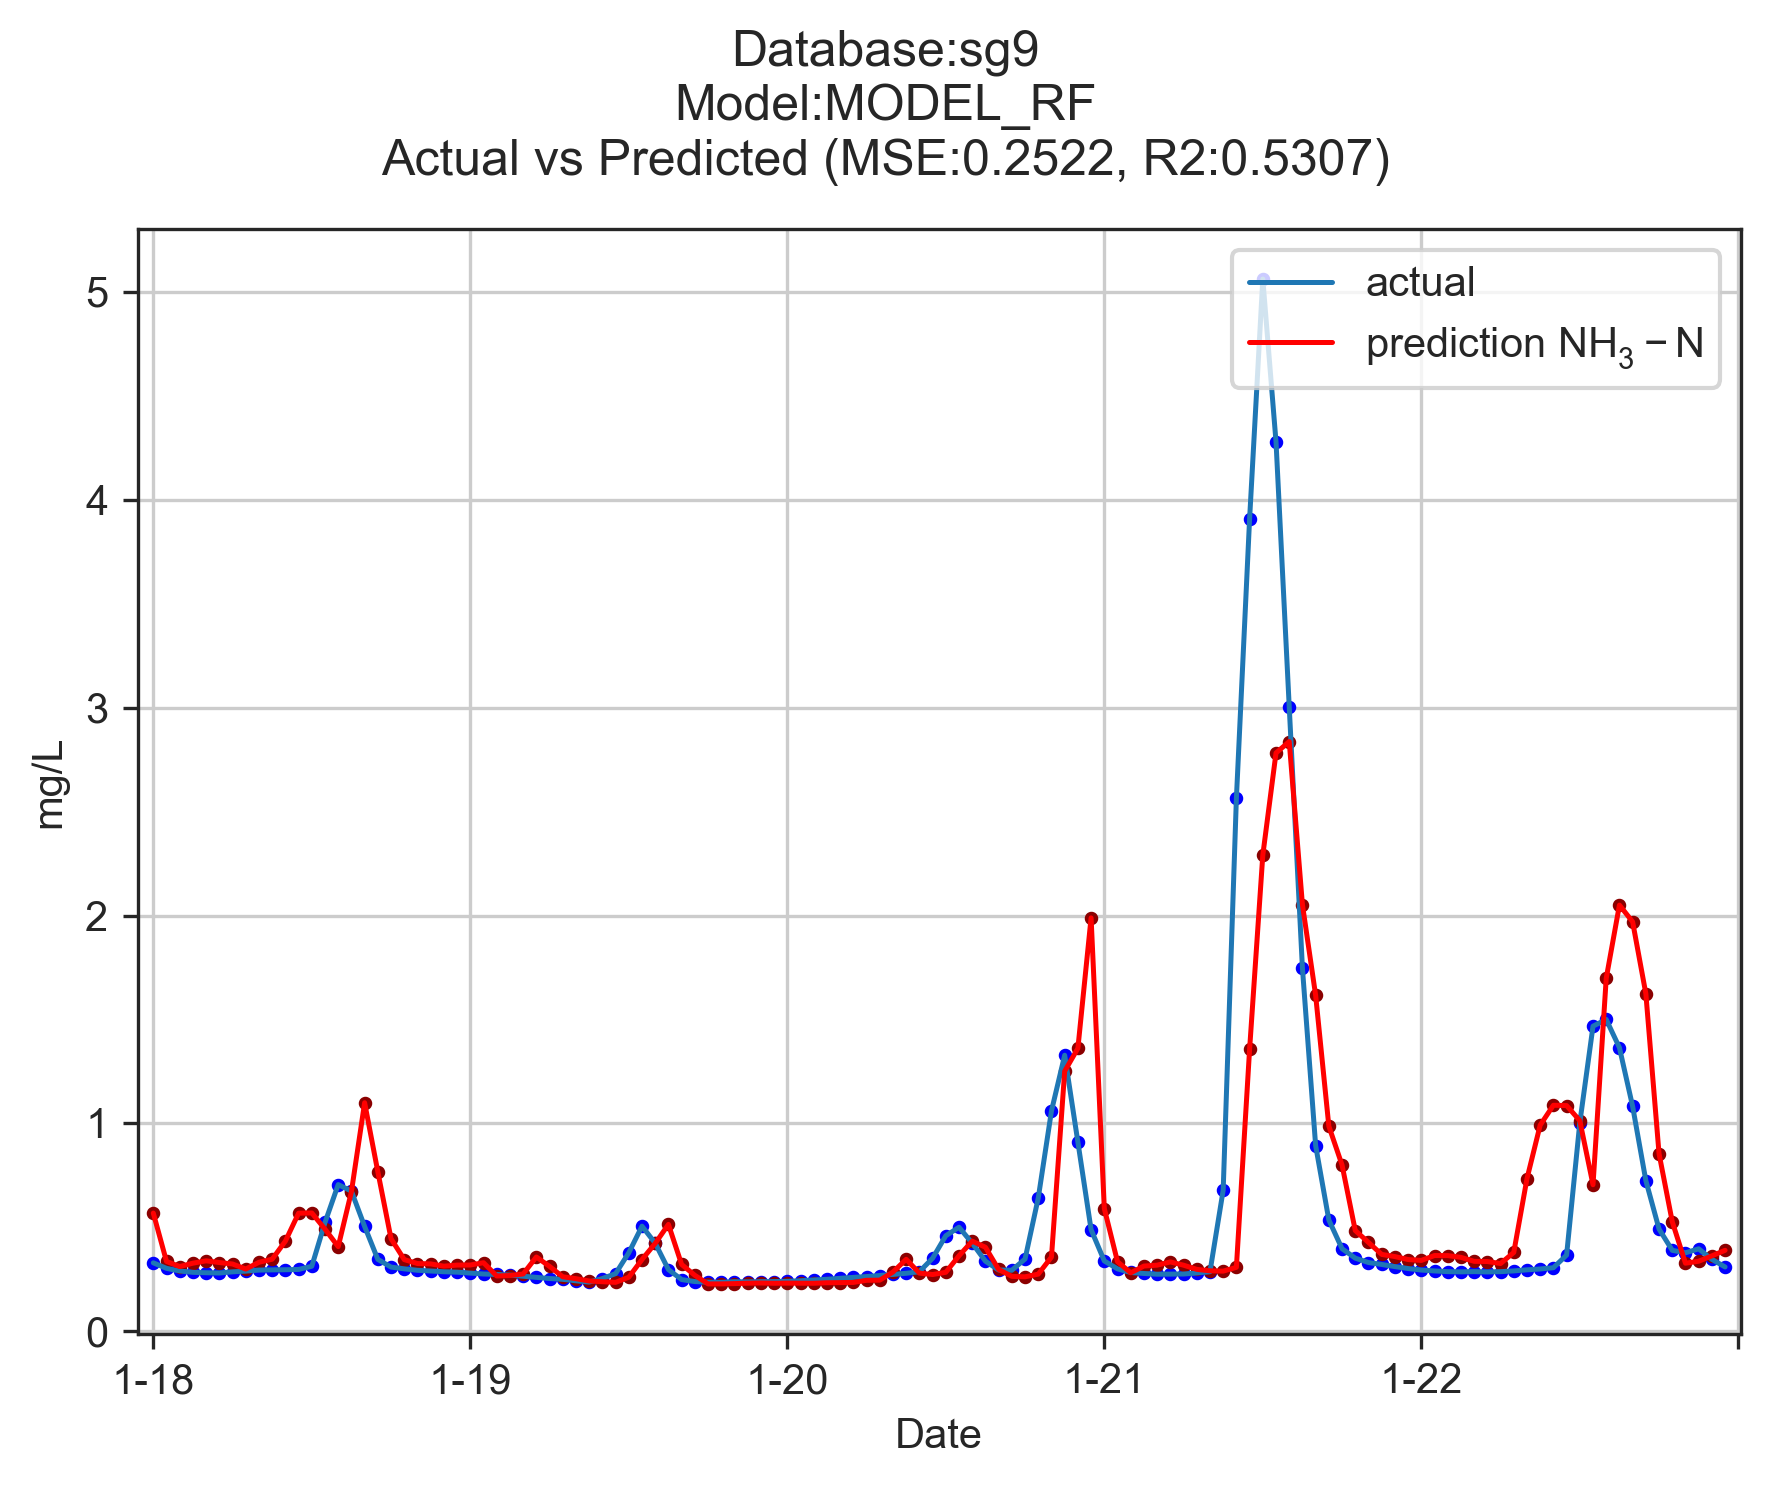 Database:sg9
Model:MODEL_RF
Actual vs Predicted (MSE:0.2522, R2:0.5307)
actual
prediction NH₃ − N
5
4
3
2
1
0
mg/L
1-18 1-19 1-20 1-21 1-22
Date